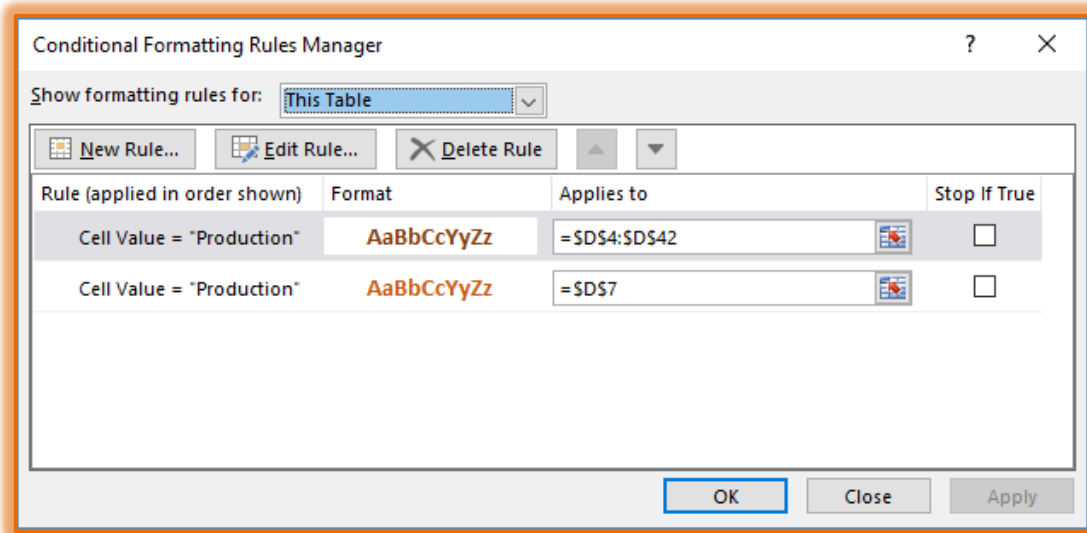 Conditional Formatting Rules Manager ? ×
Show formatting rules for: This Table
New Rule... Edit Rule... Delete Rule
Rule (applied in order shown) Format Applies to Stop If True
Cell Value = "Production" AaBbCcYyZz =$D$4:$D$42
Cell Value = "Production" AaBbCcYyZz =$D$7
OK Close Apply